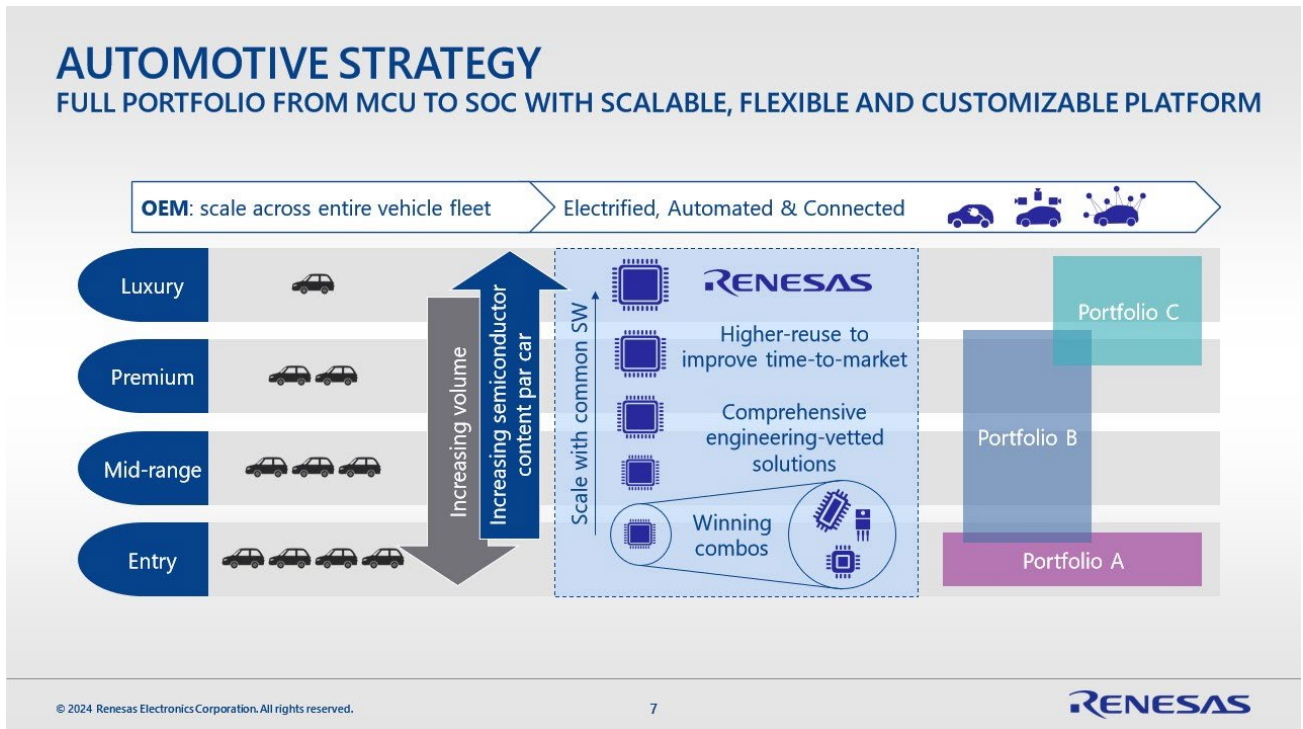 AUTOMOTIVE STRATEGY
FULL PORTFOLIO FROM MCU TO SOC WITH SCALABLE, FLEXIBLE AND CUSTOMIZABLE PLATFORM
OEM: scale across entire vehicle fleet
Electrified, Automated & Connected
Luxury
Premium
Mid-range
Entry
Increasing volume
Increasing semiconductor
content par car
Scale with common SW
RENESAS
Higher-reuse to
improve time-to-market
Comprehensive
engineering-vetted
solutions
Winning
combos
Portfolio C
Portfolio B
Portfolio A
© 2024 Renesas Electronics Corporation. All rights reserved.
7
RENESAS